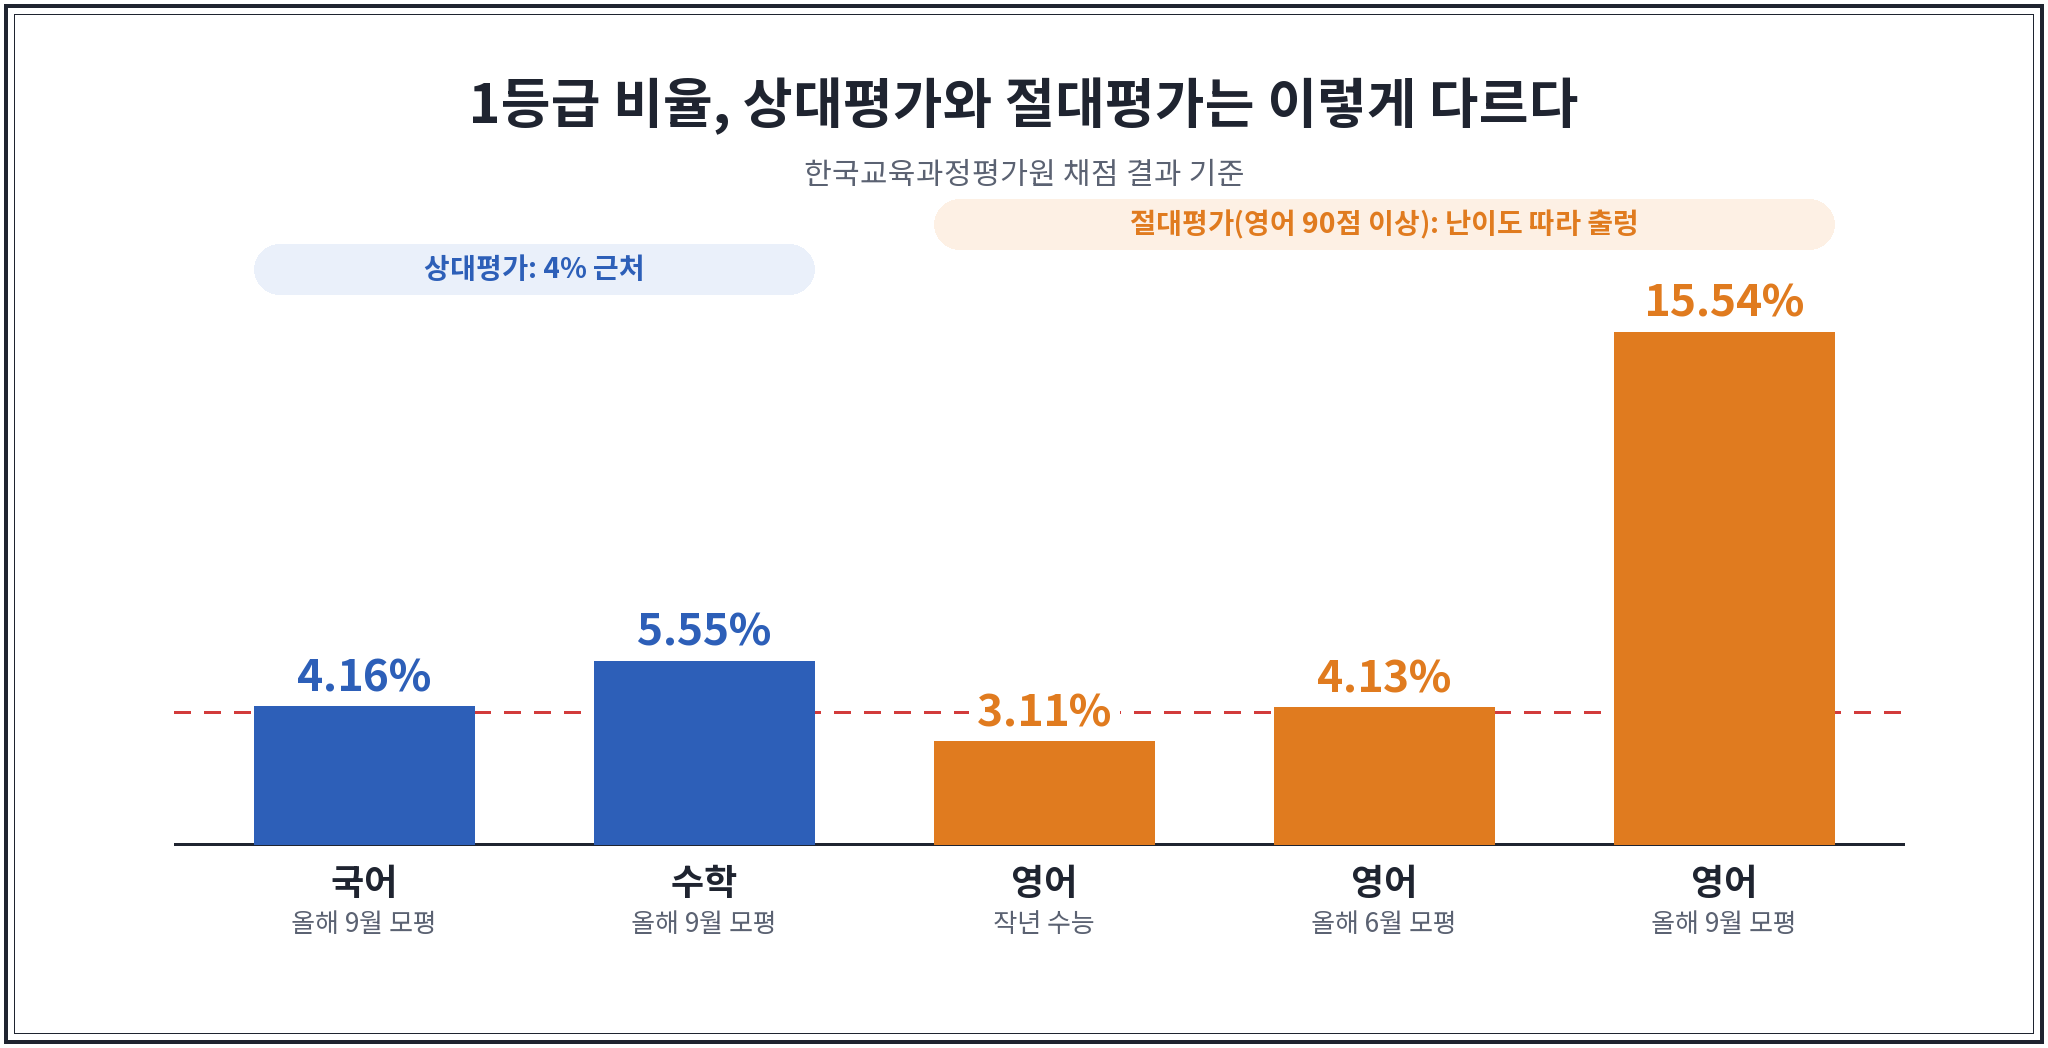 1등급 비율, 상대평가와 절대평가는 이렇게 다르다
한국교육과정평가원 채점 결과 기준
절대평가(영어 90점 이상): 난이도 따라 출렁
상대평가: 4% 근처
15.54%
5.55%
4.16%
4.13%
3.11%
국어 수학 영어 영어 영어
올해 9월 모평 올해 9월 모평 작년 수능 올해 6월 모평 올해 9월 모평